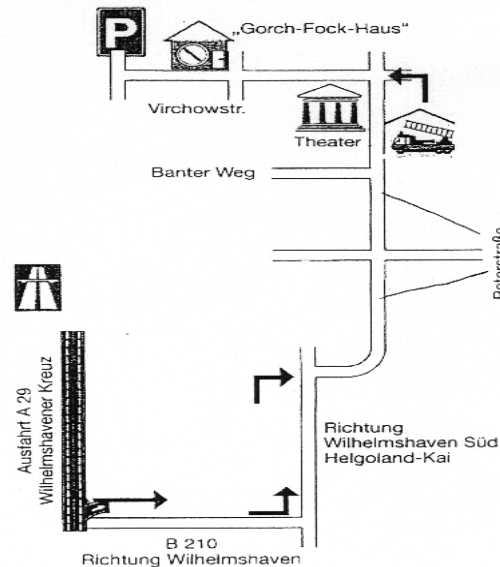 P
„Gorch-Fock-Haus“
Virchowstr.
Theater
Banter Weg
Peterstraße
Ausfahrt A 29
Wilhelmshavener Kreuz
Richtung
Wilhelmshaven Süd
Helgoland-Kai
B 210
Richtung Wilhelmshaven